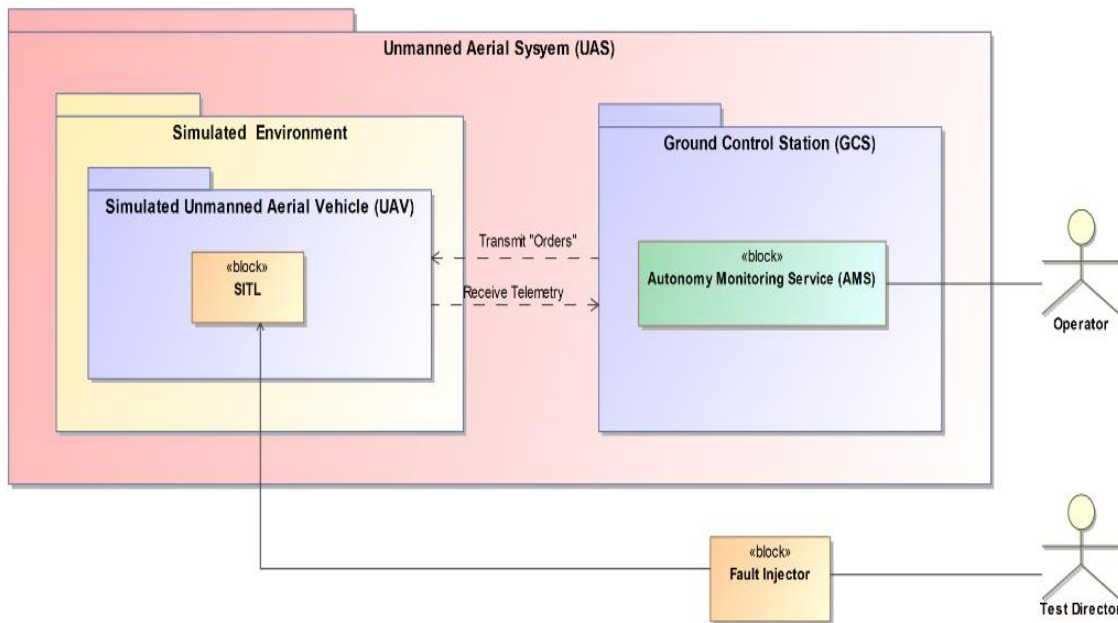 Unmanned Aerial Sysyem (UAS)
Simulated Environment
Ground Control Station (GCS)
Simulated Unmanned Aerial Vehicle (UAV)
«block»
SITL
Transmit "Orders"
Receive Telemetry
«block»
Autonomy Monitoring Service (AMS)
Operator
«block»
Fault Injector
Test Director